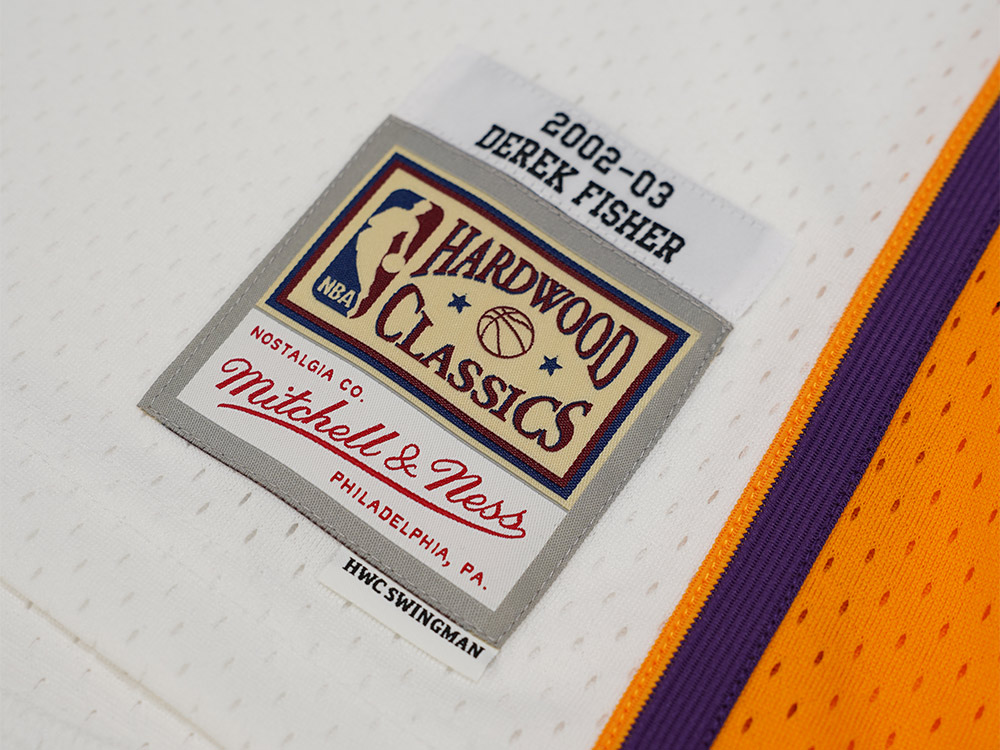 2002-03
DEREK FISHER
HARDWOOD
CLASSICS
NBA
NOSTALGIA CO.
Mitchell & Ness
PHILADELPHIA, PA.
HWC SWINGMAN